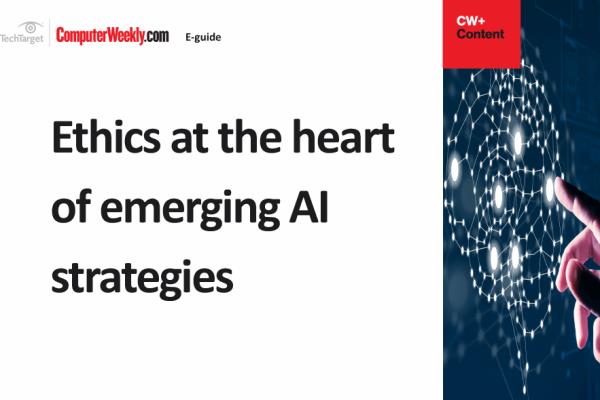 TechTarget
ComputerWeekly.com
E-guide
CW+
Content
Ethics at the heart
of emerging AI
strategies